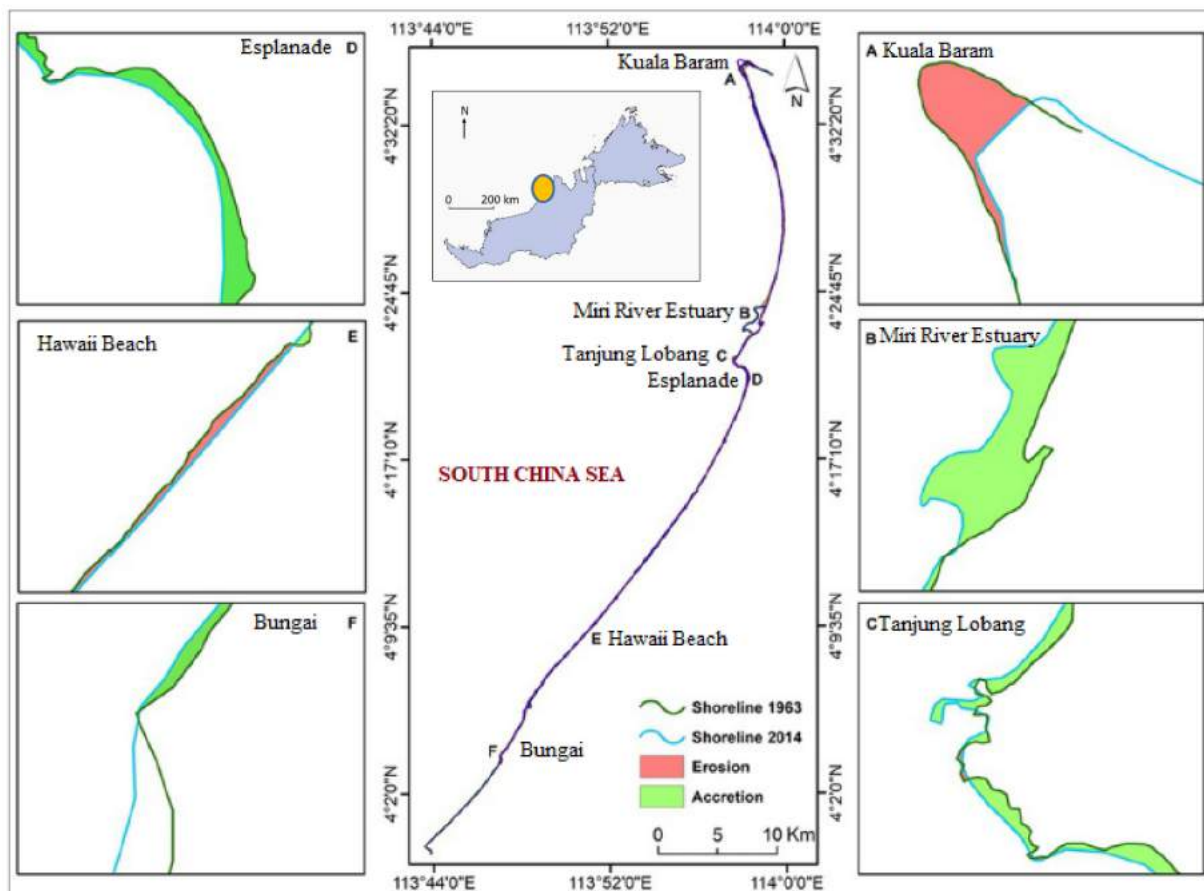 Esplanade D
Hawaii Beach E
Bungai F
113°44'0"E 113°52'0"E 114°0'0"E
Kuala Baram
A
N
N
0 200 km
4°32'20"N 4°32'20"N
4°24'45"N 4°24'45"N
Miri River Estuary B
Tanjung Lobang C
Esplanade D
4°17'10"N 4°17'10"N
SOUTH CHINA SEA
4°9'35"N 4°9'35"N
E Hawaii Beach
Shoreline 1963
Shoreline 2014
F Bungai
Erosion
Accretion
4°2'0"N 4°2'0"N
0 5 10 Km
113°44'0"E 113°52'0"E 114°0'0"E
A Kuala Baram
B Miri River Estuary
C Tanjung Lobang